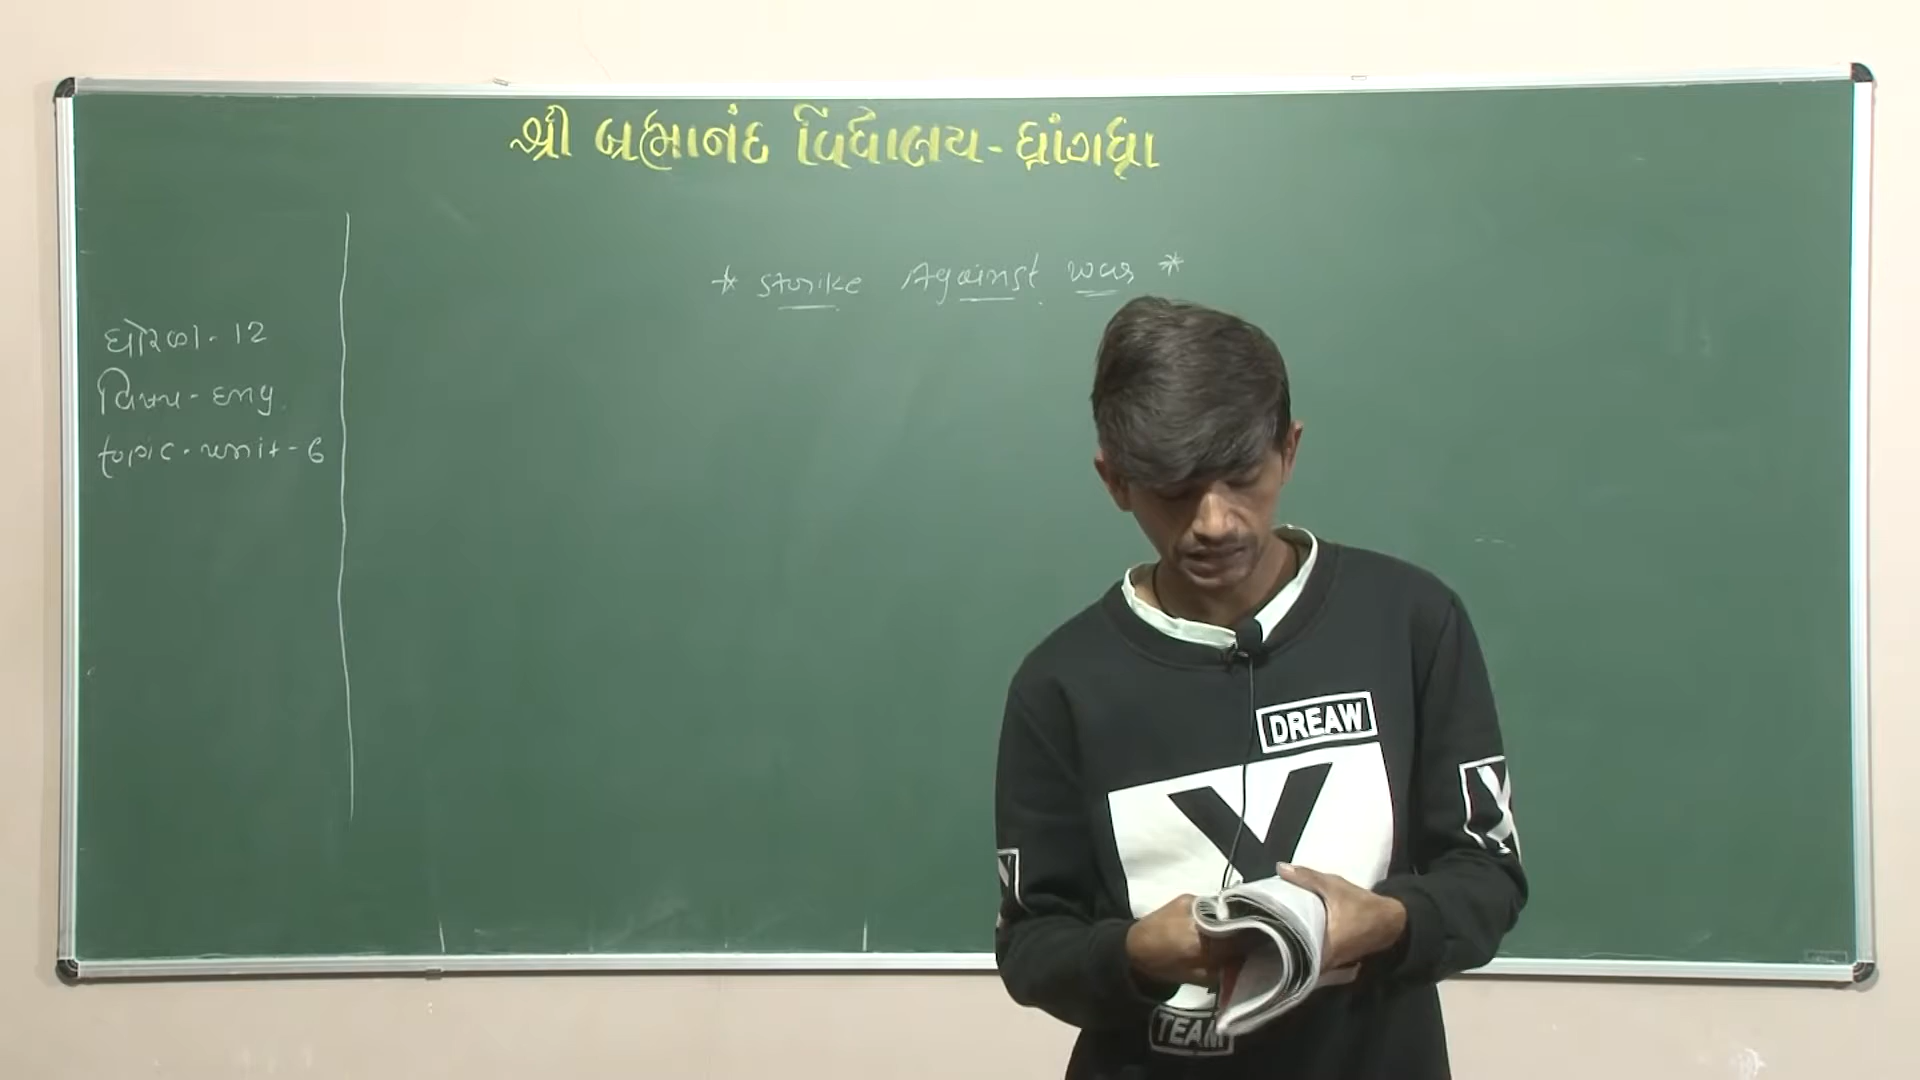 શ્રી બ્રહ્માનંદ વિદ્યાલય - ધ્રાંગધ્રા
* Strike Against war *
ધોરણ - 12
વિષય - eng.
topic - unit - 6
DREAW
Y
TEAM